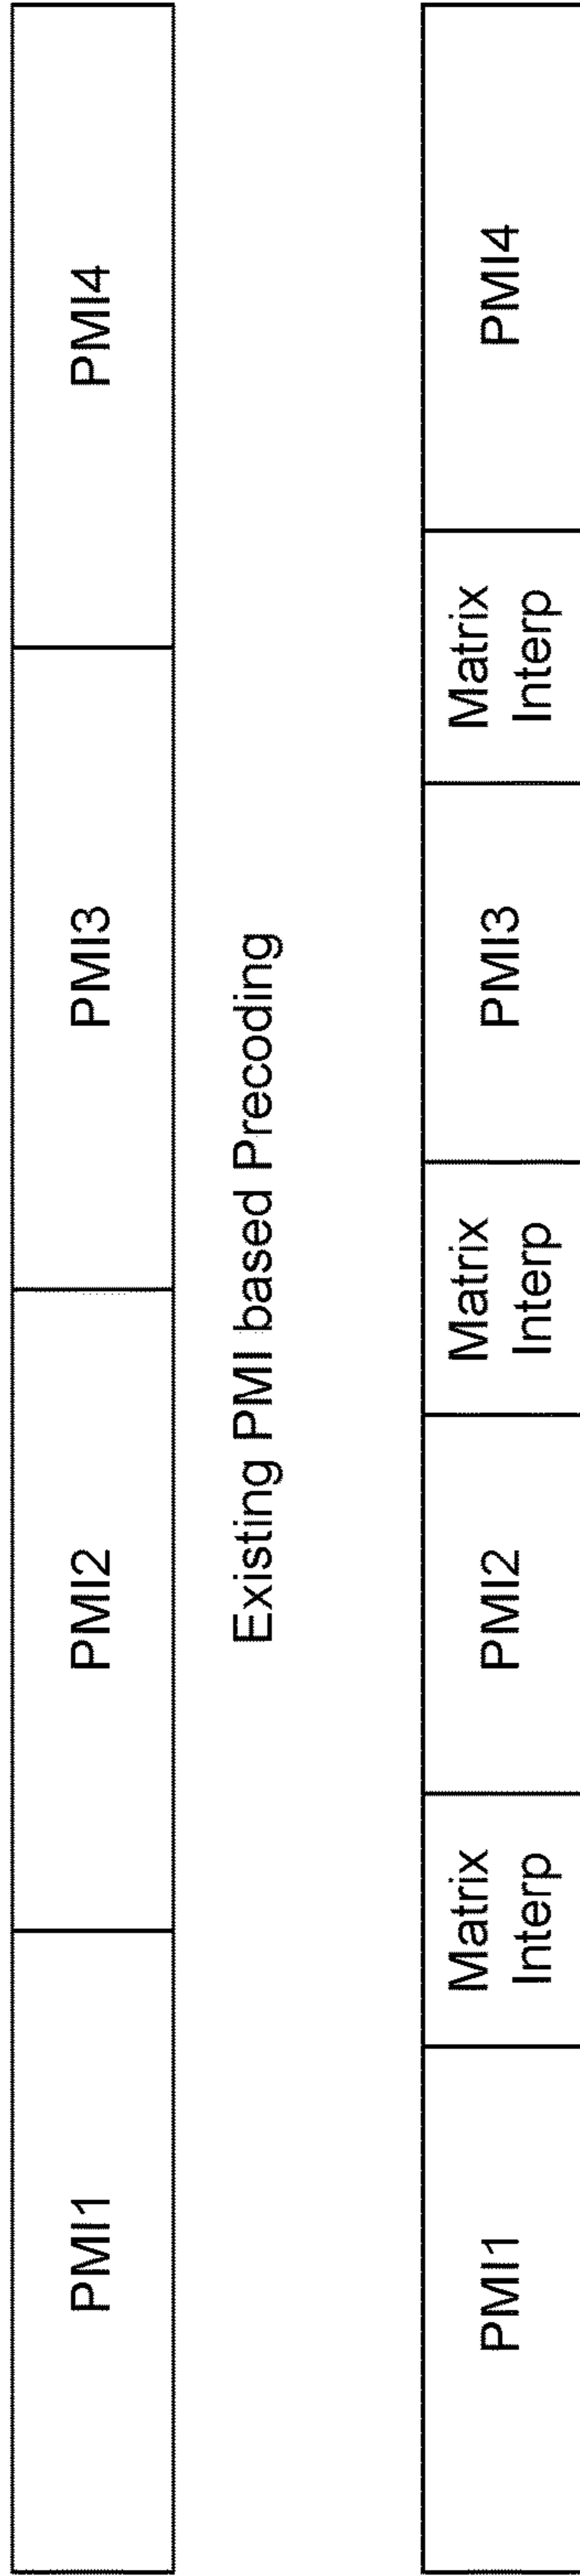 PMI1
PMI2
PMI3
PMI4
Existing PMI based Precoding
PMI1
Matrix
Interp
PMI2
Matrix
Interp
PMI3
Matrix
Interp
PMI4